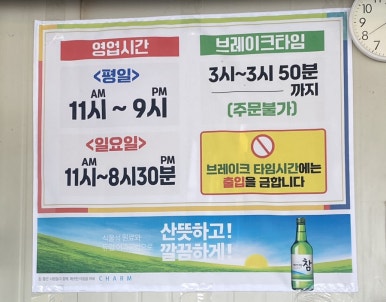 영업시간
<평일>
AM PM
11시 ~ 9시
<일요일>
AM PM
11시~8시30분
브레이크타임
3시~3시 50분
까지
(주문불가)
브레이크 타임시간에는
출입을 금합니다
산뜻하고!
깔끔하게!
참
CHARM